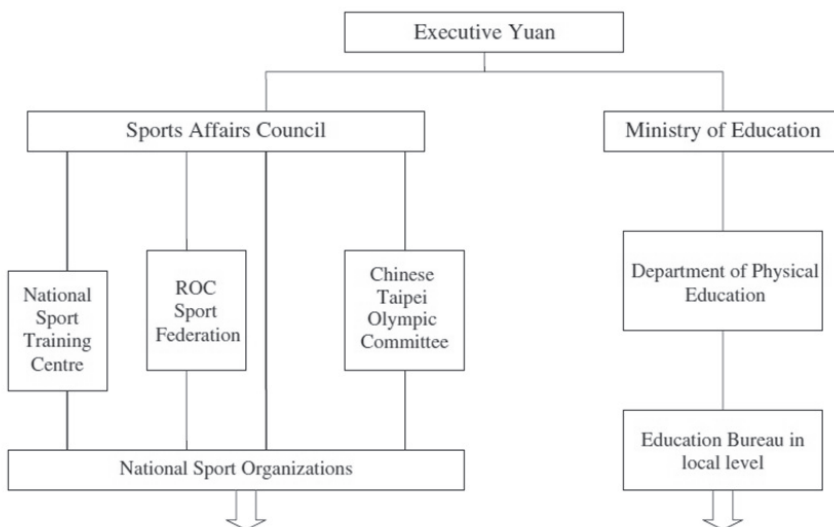 Executive Yuan
Sports Affairs Council
Ministry of Education
National
Sport
Training
Centre
ROC
Sport
Federation
Chinese
Taipei
Olympic
Committee
Department of Physical
Education
National Sport Organizations
Education Bureau in
local level